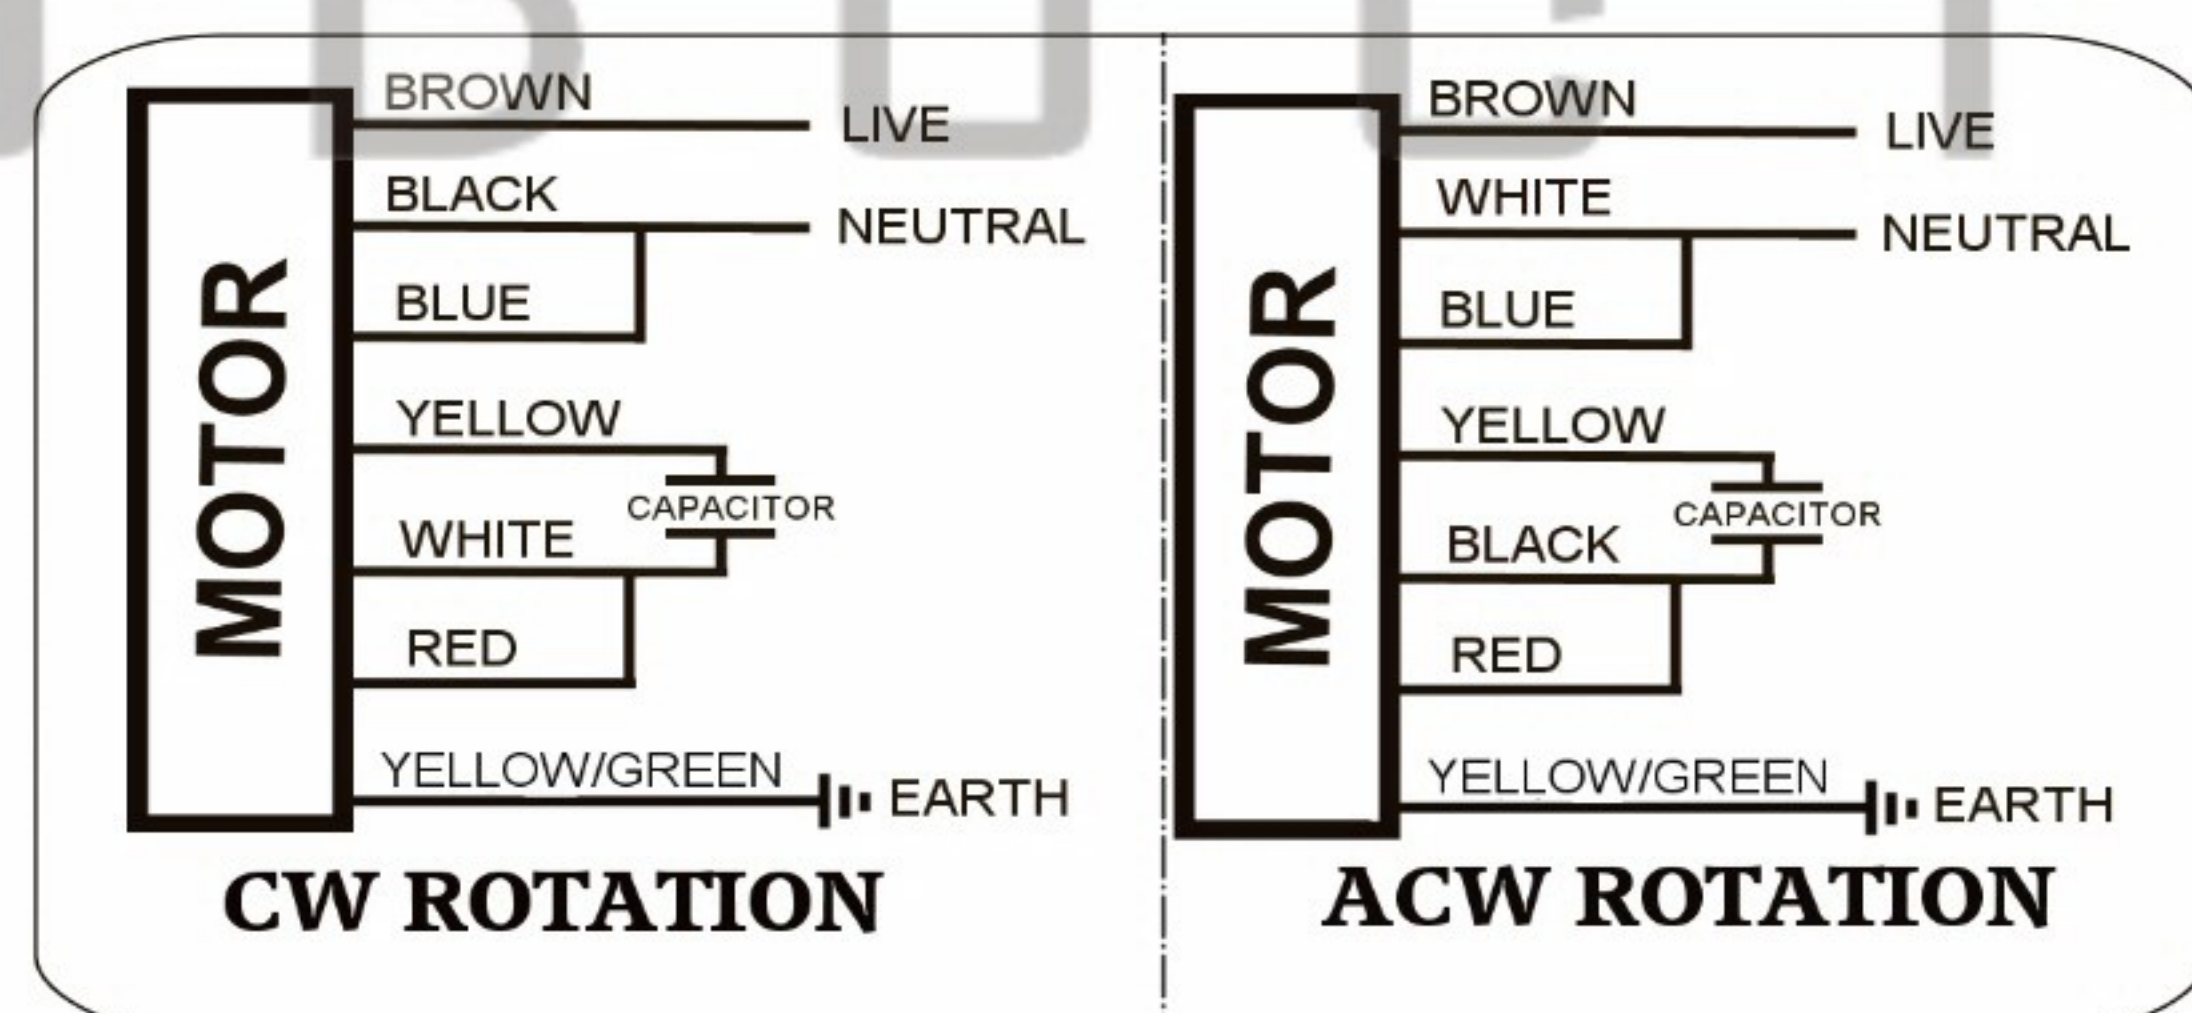 BROWN
LIVE
BLACK
NEUTRAL
BLUE
YELLOW
CAPACITOR
WHITE
RED
YELLOW/GREEN
EARTH
MOTOR
CW ROTATION
BROWN
LIVE
WHITE
NEUTRAL
BLUE
YELLOW
CAPACITOR
BLACK
RED
YELLOW/GREEN
EARTH
MOTOR
ACW ROTATION